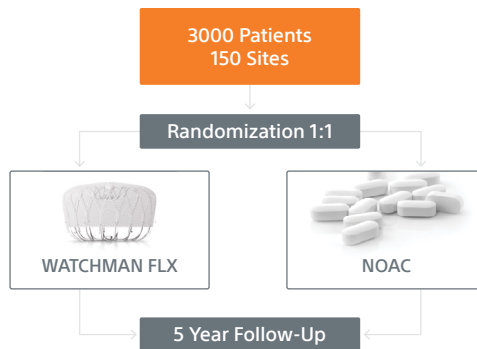 3000 Patients
150 Sites
Randomization 1:1
WATCHMAN FLX
NOAC
5 Year Follow-Up